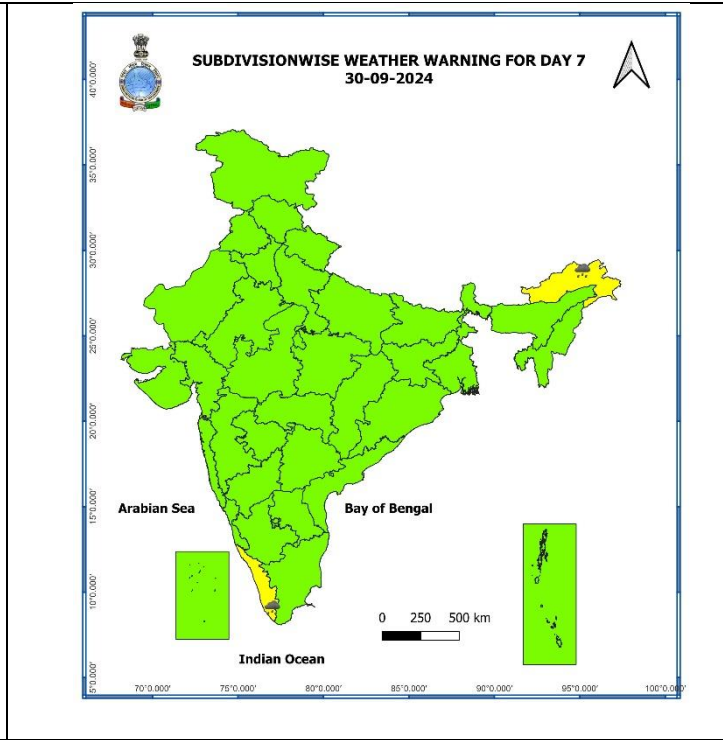 SUBDIVISIONWISE WEATHER WARNING FOR DAY 7
30-09-2024
40°0.000'
35°0.000'
30°0.000'
25°0.000'
20°0.000'
15°0.000'
10°0.000'
5°0.000'
Arabian Sea
Bay of Bengal
0 250 500 km
Indian Ocean
70°0.000' 75°0.000' 80°0.000' 85°0.000' 90°0.000' 95°0.000' 100°0.000'